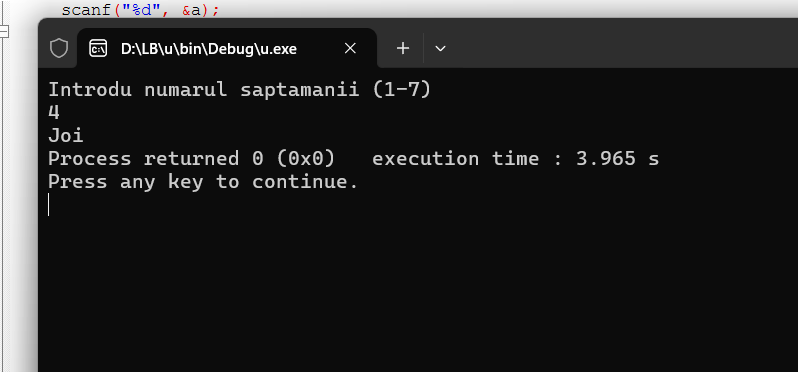 scanf("%d", &a);
D:\LB\u\bin\Debug\u.exe
Introdu numarul saptamanii (1-7)
4
Joi
Process returned 0 (0x0)   execution time : 3.965 s
Press any key to continue.